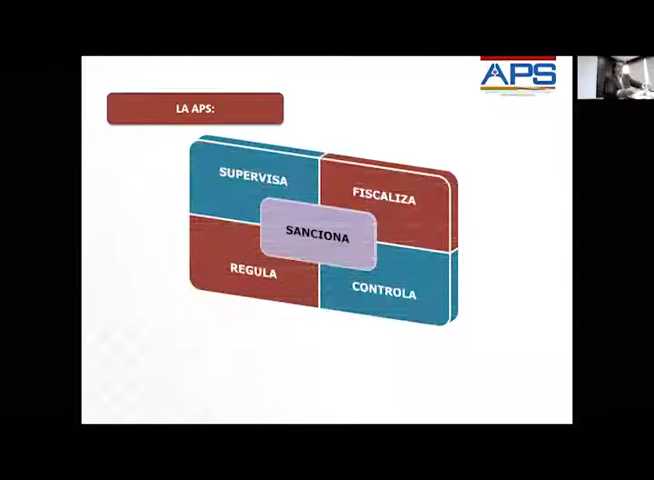 APS
LA APS:
SUPERVISA
FISCALIZA
SANCIONA
REGULA
CONTROLA